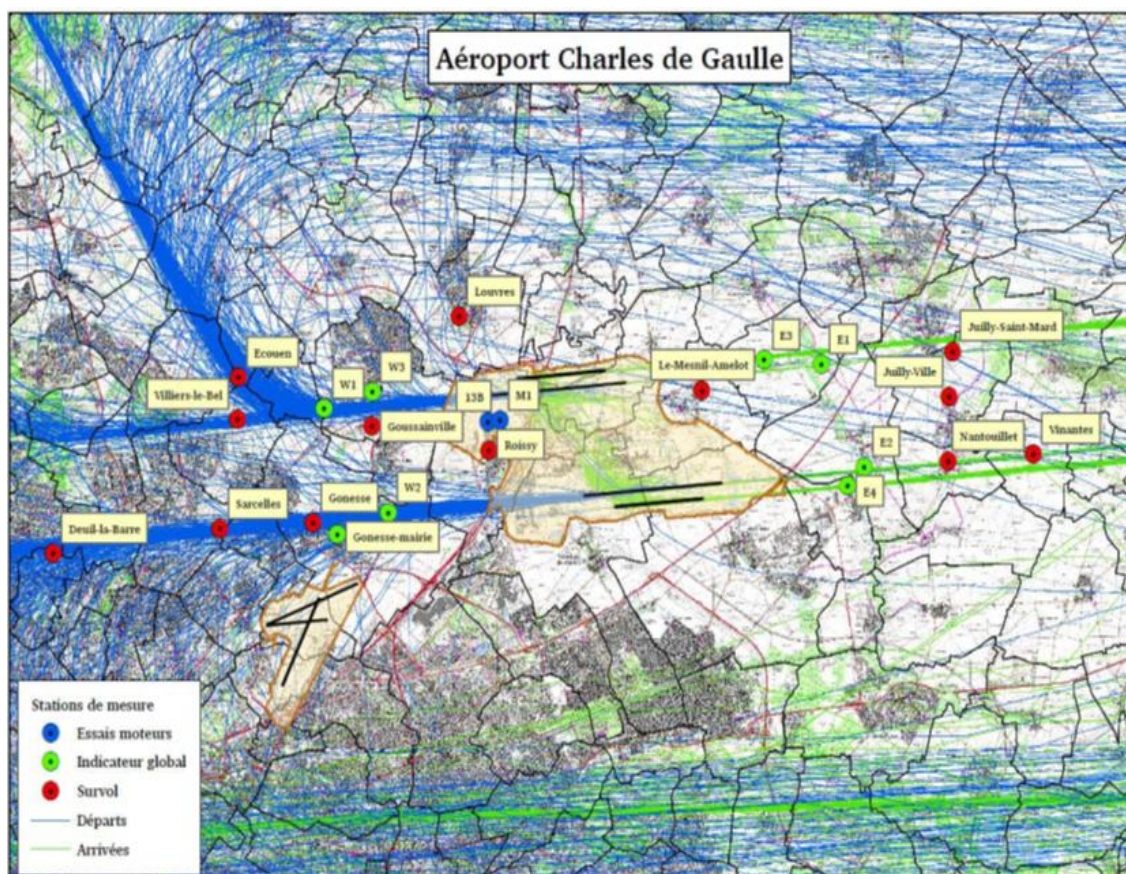 Aéroport Charles de Gaulle
Louvres
Juilly-Saint-Mard
E3
E1
Ecouen
Le-Mesnil-Amelot
W1
W3
Juilly-Ville
Villiers-le-Bel
13B
M1
Goussainville
Roissy
E2
Nantouillet
Vinantes
W2
Gonesse
Sarcelles
E4
Deuil-la-Barre
Gonesse-mairie
Stations de mesure
Essais moteurs
Indicateur global
Survol
Départs
Arrivées